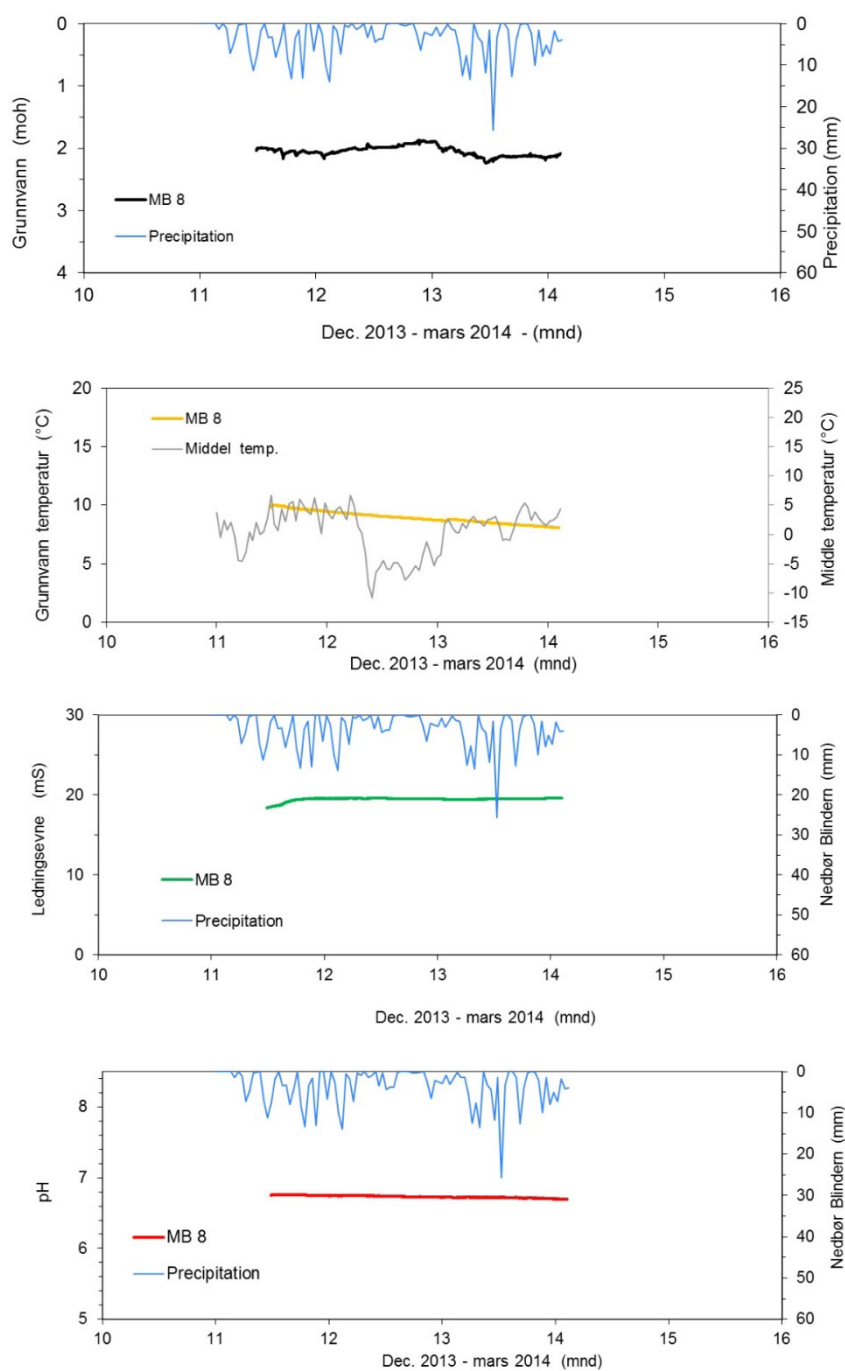 0
1
2
3
4
Grunnvann (moh)
0
10
20
30
40
50
60
Precipitation (mm)
MB 8
Precipitation
10 11 12 13 14 15 16
Dec. 2013 - mars 2014 - (mnd)
20
15
10
5
0
Grunnvann temperatur (°C)
25
20
15
10
5
0
-5
-10
-15
Middle temperatur (°C)
MB 8
Middel temp.
10 11 12 13 14 15 16
Dec. 2013 - mars 2014 (mnd)
30
20
10
0
Ledningsevne (mS)
0
10
20
30
40
50
60
Nedbør Blindern (mm)
MB 8
Precipitation
10 11 12 13 14 15 16
Dec. 2013 - mars 2014 (mnd)
8
7
6
5
pH
0
10
20
30
40
50
60
Nedbør Blindern (mm)
MB 8
Precipitation
10 11 12 13 14 15 16
Dec. 2013 - mars 2014 (mnd)